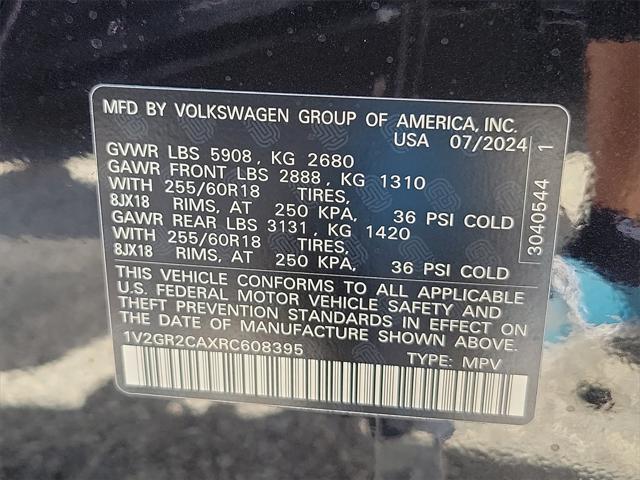 MFD BY VOLKSWAGEN GROUP OF AMERICA, INC.
USA 07/2024
GVWR LBS 5908, KG 2680
GAWR FRONT LBS 2888, KG 1310
WITH 255/60R18 TIRES,
8JX18 RIMS, AT 250 KPA, 36 PSI COLD
GAWR REAR LBS 3131, KG 1420
WITH 255/60R18 TIRES,
8JX18 RIMS, AT 250 KPA, 36 PSI COLD
THIS VEHICLE CONFORMS TO ALL APPLICABLE
U.S. FEDERAL MOTOR VEHICLE SAFETY AND
THEFT PREVENTION STANDARDS IN EFFECT ON
THE DATE OF MANUFACTURE SHOWN ABOVE.
1V2GR2CAXRC608395
TYPE: MPV
3040544 1